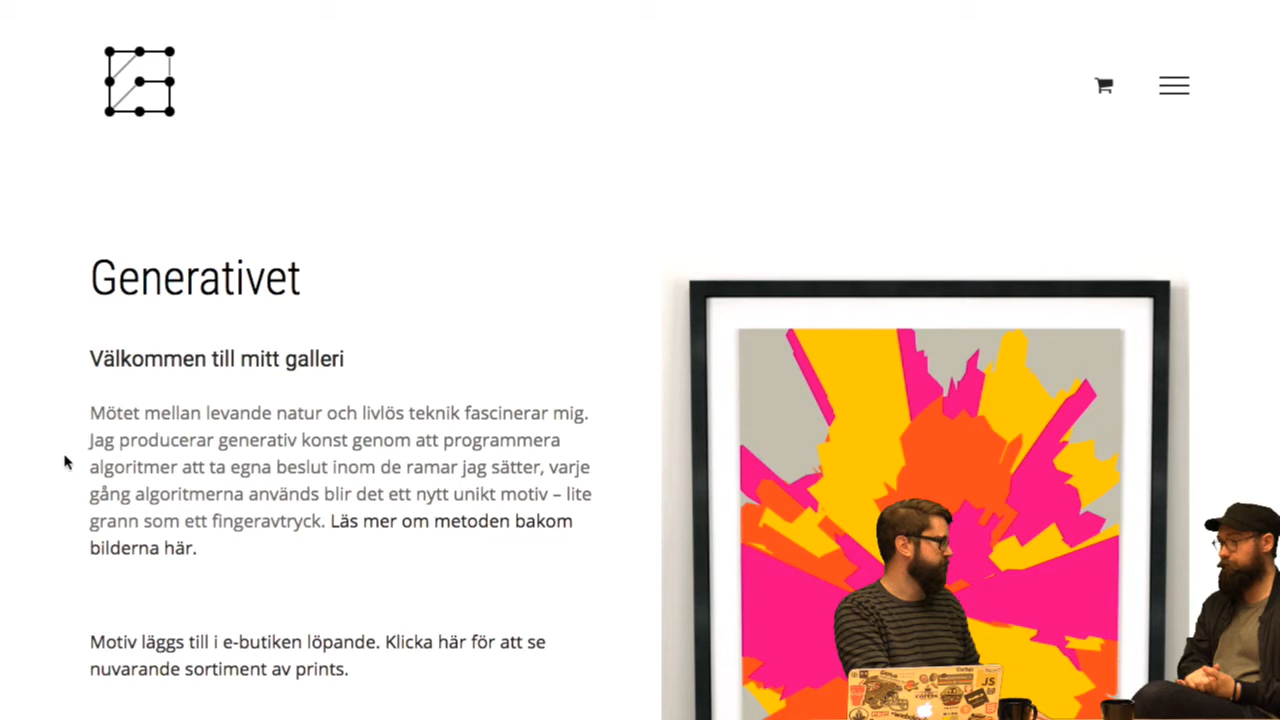 Generativet
Välkommen till mitt galleri
Mötet mellan levande natur och livlös teknik fascinerar mig.
Jag producerar generativ konst genom att programmera
algoritmer att ta egna beslut inom de ramar jag sätter, varje
gång algoritmerna används blir det ett nytt unikt motiv – lite
grann som ett fingeravtryck. Läs mer om metoden bakom
bilderna här.
Motiv läggs till i e-butiken löpande. Klicka här för att se
nuvarande sortiment av prints.
JS